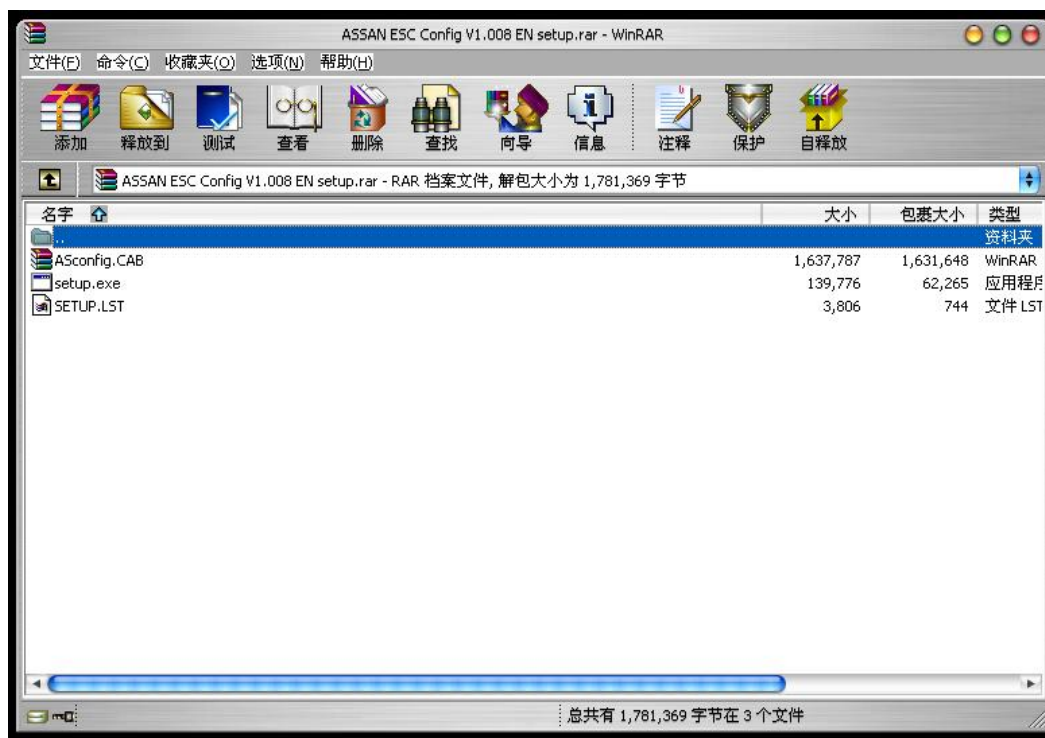 ASSAN ESC Config V1.008 EN setup.rar - WinRAR
文件(F) 命令(C) 收藏夹(O) 选项(N) 帮助(H)
添加 释放到 测试 查看 删除 查找 向导 信息 注释 保护 自释放
ASSAN ESC Config V1.008 EN setup.rar - RAR 档案文件, 解包大小为 1,781,369 字节
名字 大小 包裹大小 类型
.. 资料夹
ASconfig.CAB 1,637,787 1,631,648 WinRAR
setup.exe 139,776 62,265 应用程序
SETUP.LST 3,806 744 文件 LST
总共有 1,781,369 字节在 3 个文件